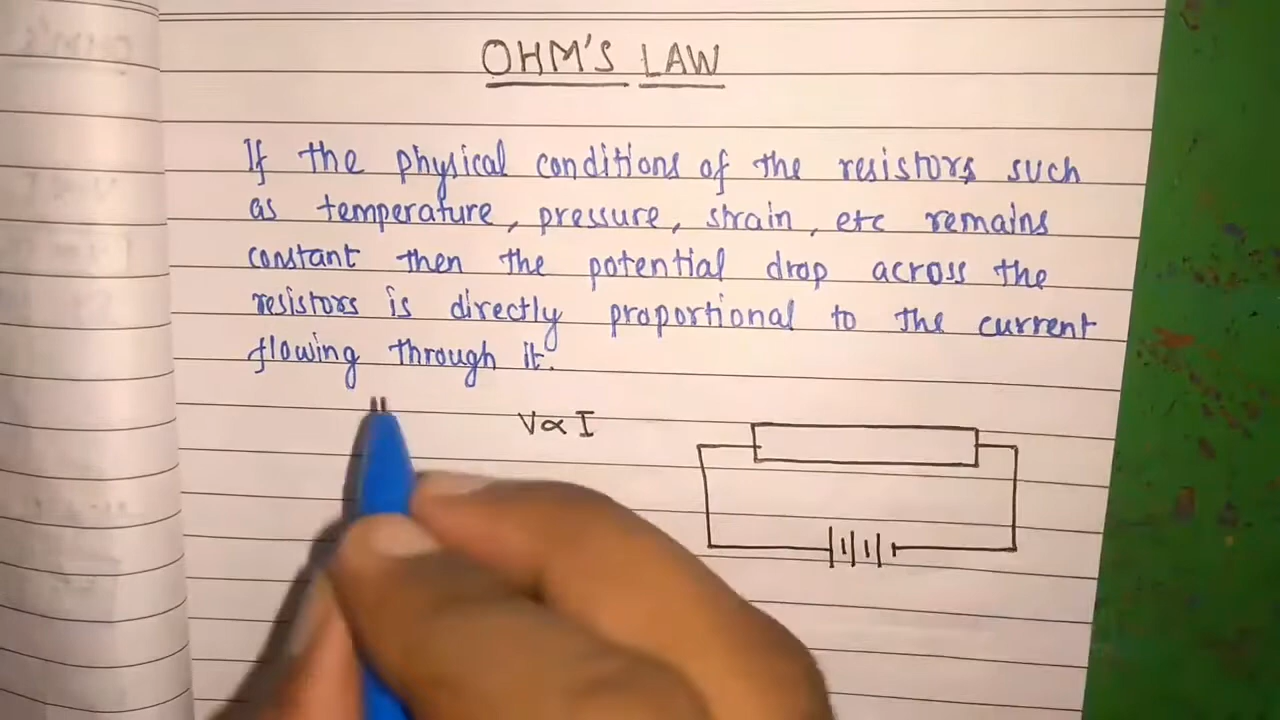 OHM'S LAW
If the physical conditions of the resistors such
as temperature, pressure, strain, etc remains
constant then the potential drop across the
resistors is directly proportional to the current
flowing through it.
V∝ I